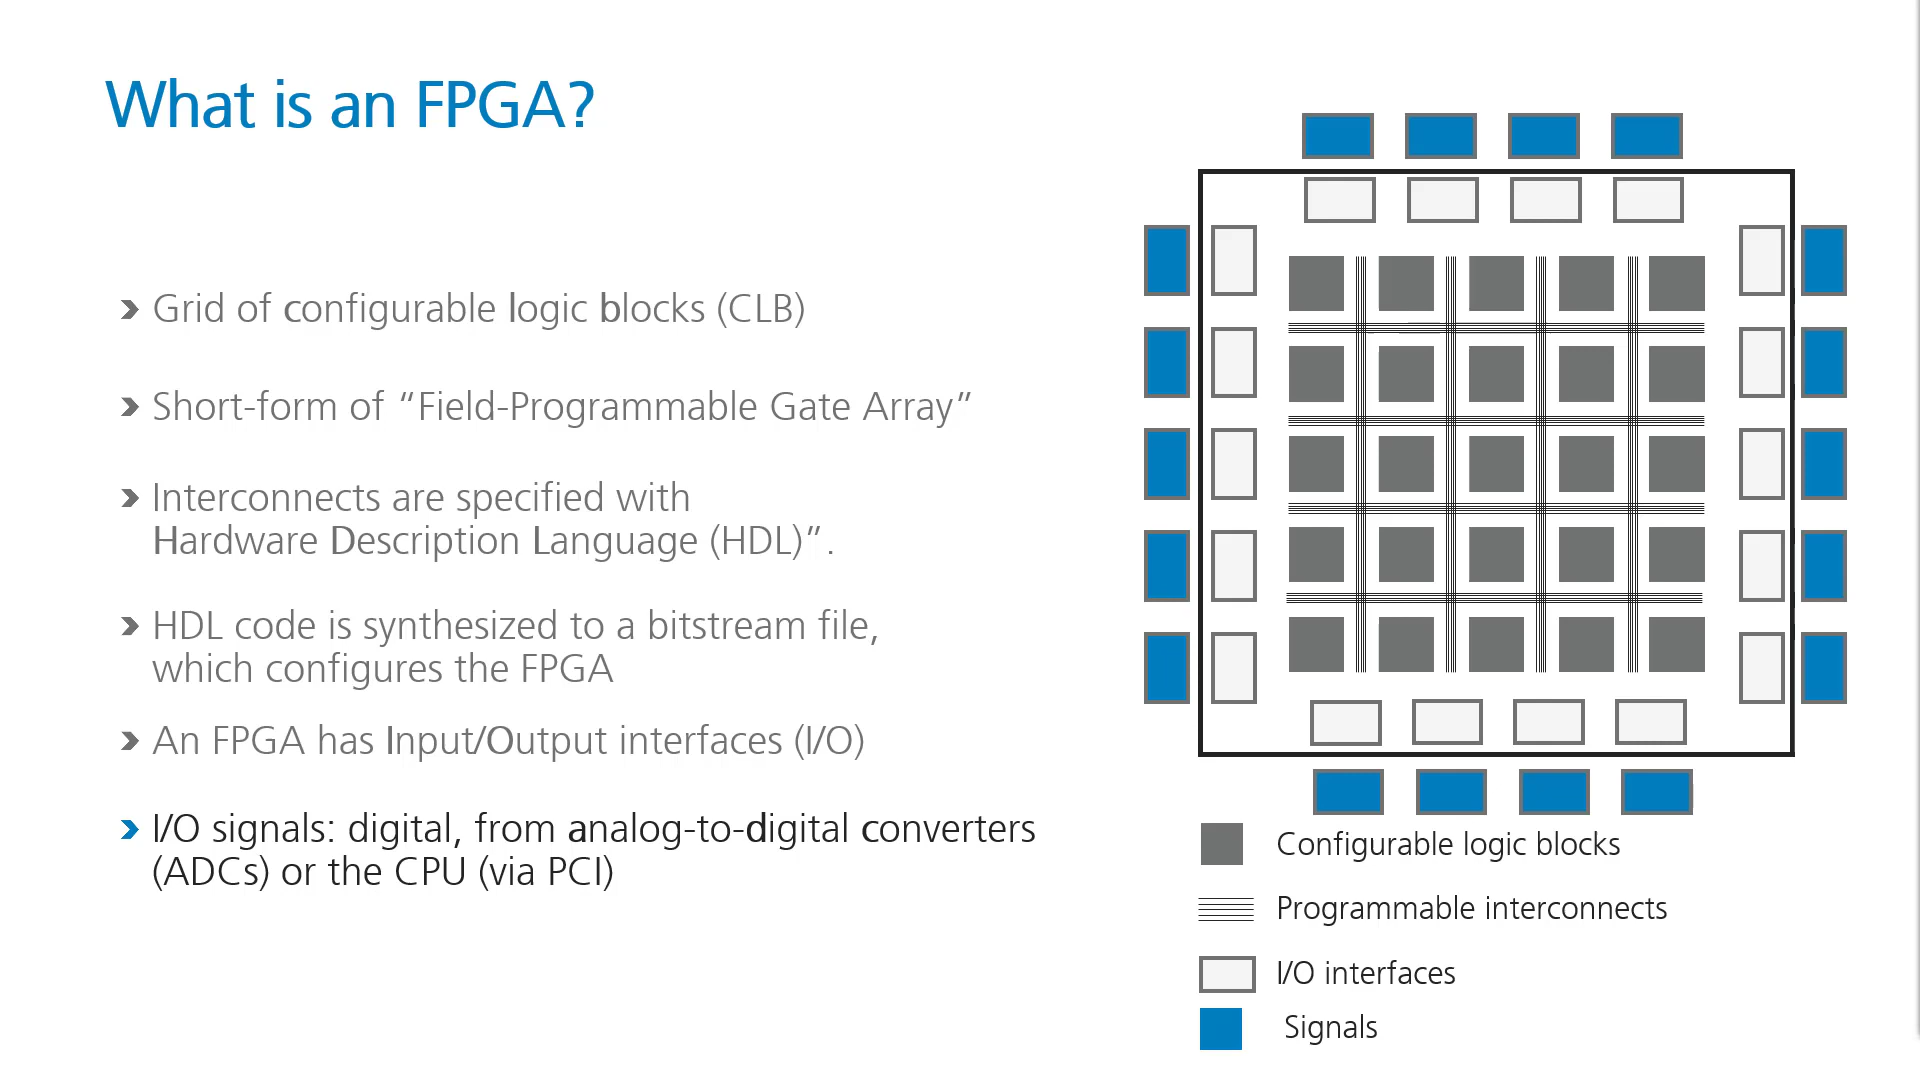 What is an FPGA?
Grid of configurable logic blocks (CLB)
Short-form of “Field-Programmable Gate Array”
Interconnects are specified with
Hardware Description Language (HDL)”.
HDL code is synthesized to a bitstream file,
which configures the FPGA
An FPGA has Input/Output interfaces (I/O)
I/O signals: digital, from analog-to-digital converters
(ADCs) or the CPU (via PCI)
Configurable logic blocks
Programmable interconnects
I/O interfaces
Signals